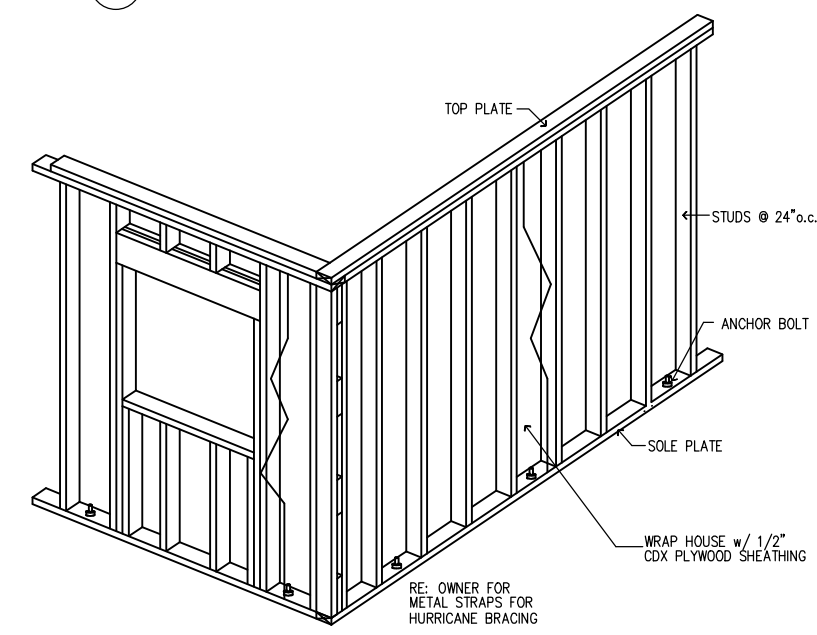 TOP PLATE
STUDS @ 24"o.c.
ANCHOR BOLT
SOLE PLATE
WRAP HOUSE w/ 1/2"
CDX PLYWOOD SHEATHING
RE: OWNER FOR
METAL STRAPS FOR
HURRICANE BRACING